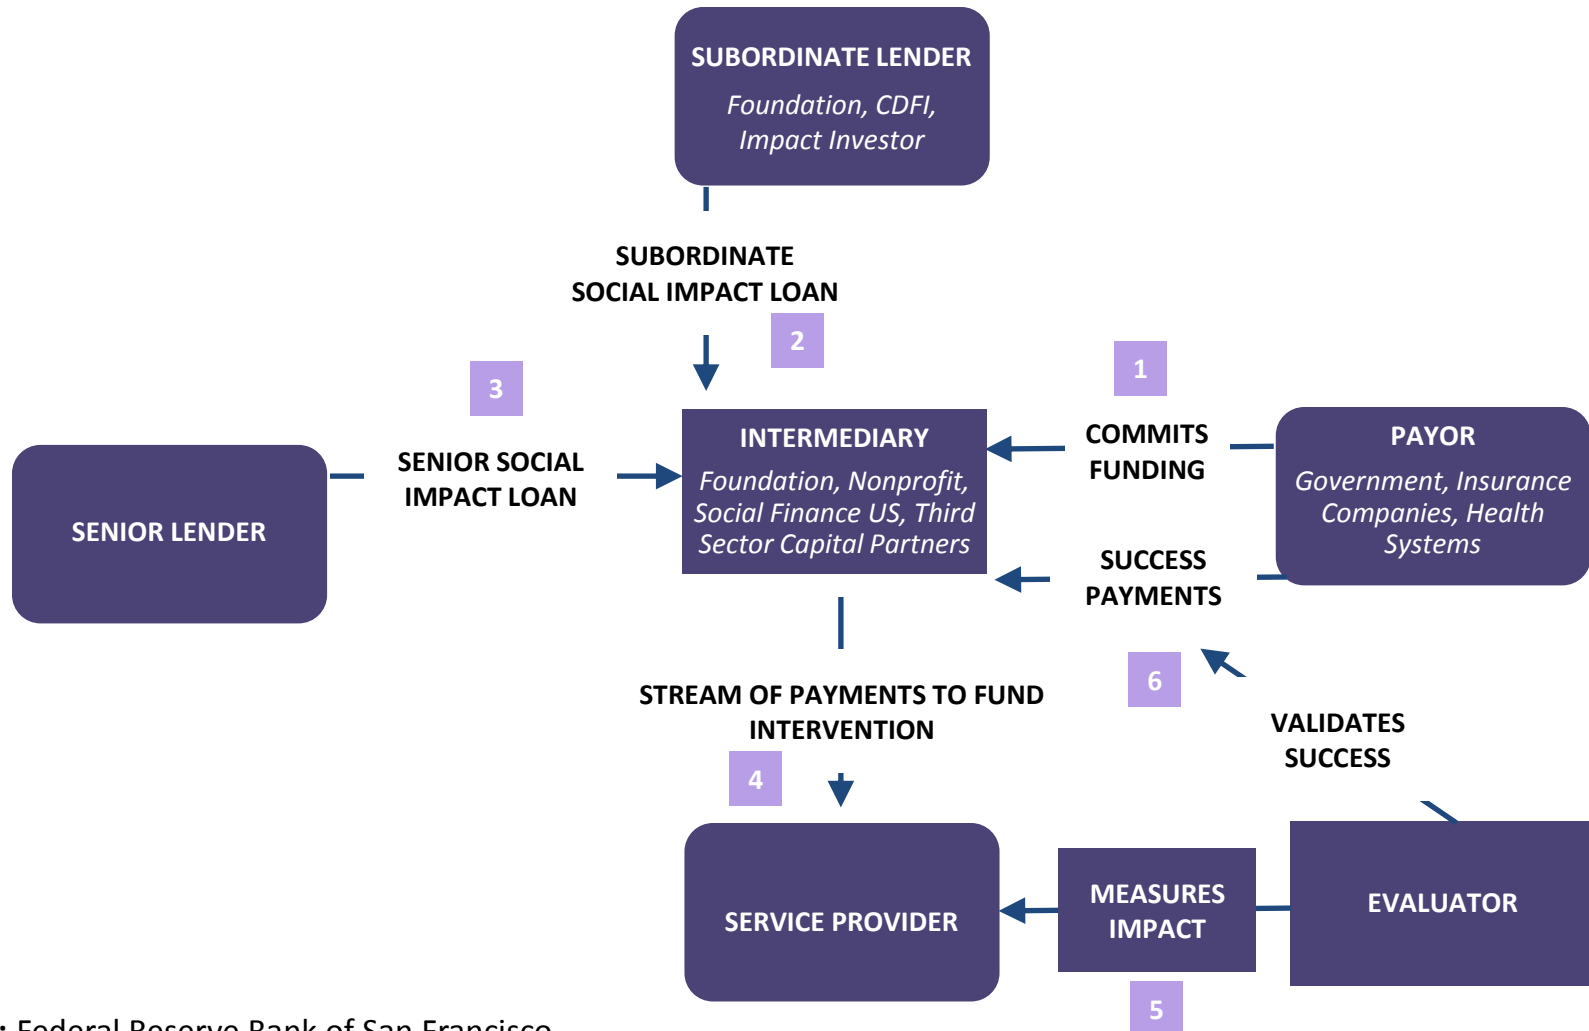 SUBORDINATE LENDER
Foundation, CDFI,
Impact Investor
SUBORDINATE
SOCIAL IMPACT LOAN
2
1
3
SENIOR SOCIAL
IMPACT LOAN
SENIOR LENDER
INTERMEDIARY
Foundation, Nonprofit,
Social Finance US, Third
Sector Capital Partners
COMMITS
FUNDING
PAYOR
Government, Insurance
Companies, Health
Systems
SUCCESS
PAYMENTS
6
STREAM OF PAYMENTS TO FUND
INTERVENTION
4
VALIDATES
SUCCESS
SERVICE PROVIDER
MEASURES
IMPACT
EVALUATOR
5
: Federal Reserve Bank of San Francisco